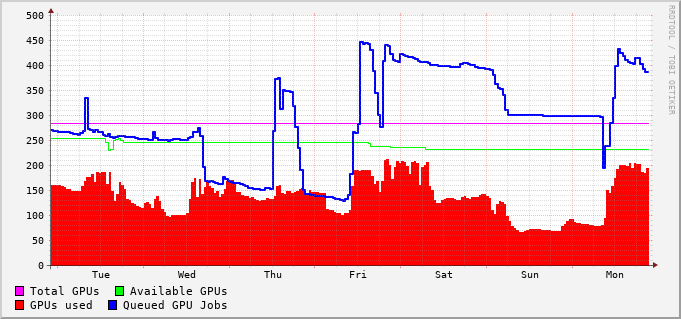 500
450
400
350
300
250
200
150
100
50
0
Tue Wed Thu Fri Sat Sun Mon
Total GPUs Available GPUs
GPUs used Queued GPU Jobs
RRDTOOL / TOBI OETIKER